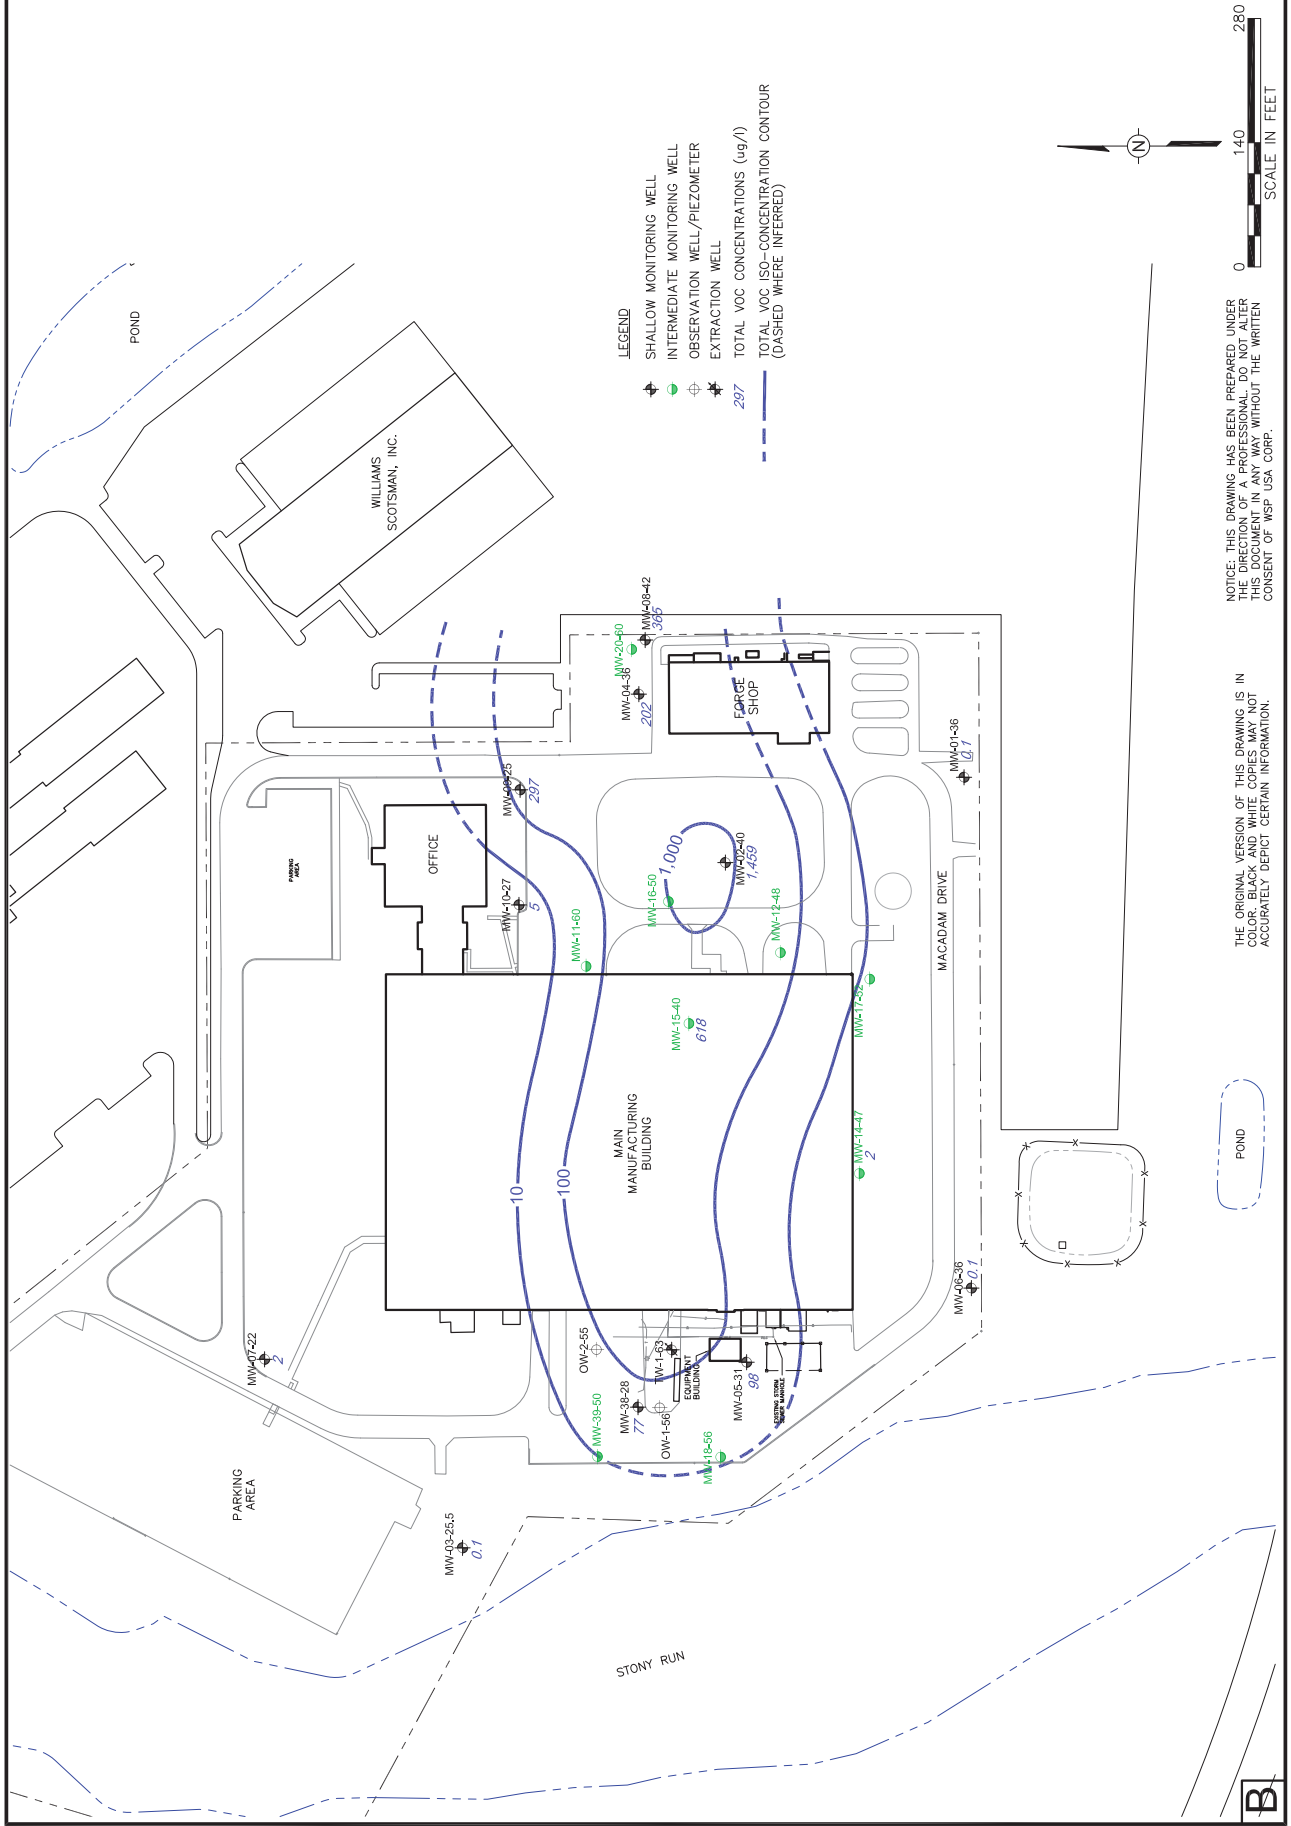 POND
WILLIAMS
SCOTSMAN, INC.
LEGEND
SHALLOW MONITORING WELL
INTERMEDIATE MONITORING WELL
OBSERVATION WELL/PIEZOMETER
EXTRACTION WELL
297
TOTAL VOC CONCENTRATIONS (ug/l)
TOTAL VOC ISO-CONCENTRATION CONTOUR
(DASHED WHERE INFERRED)
N
0
140
280
SCALE IN FEET
NOTICE: THIS DRAWING HAS BEEN PREPARED UNDER
THE DIRECTION OF A PROFESSIONAL. DO NOT ALTER
THIS DOCUMENT IN ANY WAY WITHOUT THE WRITTEN
CONSENT OF WSP USA CORP.
THE ORIGINAL VERSION OF THIS DRAWING IS IN
COLOR. BLACK AND WHITE COPIES MAY NOT
ACCURATELY DEPICT CERTAIN INFORMATION.
MW-08-42
365
MW-20-60
MW-04-36
202
FORGE
SHOP
MW-01-36
0.1
MW-09-25
297
PARKING
AREA
OFFICE
MW-10-27
5
MW-11-60
1,000
MW-16-50
MW-02-40
1,459
MW-12-48
MACADAM DRIVE
MW-15-40
618
MW-17-52
MAIN
MANUFACTURING
BUILDING
10
100
MW-14-47
2
POND
MW-06-36
0.1
MW-07-22
2
OW-2-55
TW-1-63
EQUIPMENT
BUILDING
MW-05-31
98
EXISTING STORM
SEWER MANHOLE
MW-39-50
MW-38-28
77
OW-1-56
MW-18-56
PARKING
AREA
MW-03-25.5
0.1
STONY RUN
B